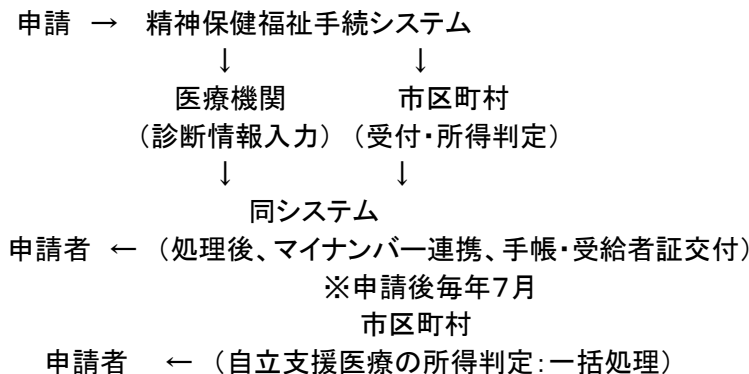 申請 → 精神保健福祉手続システム
↓ ↓
医療機関 市区町村
(診断情報入力) (受付・所得判定)
↓ ↓
同システム
申請者 ← (処理後、マイナンバー連携、手帳・受給者証交付)
※申請後毎年7月
市区町村
申請者 ← (自立支援医療の所得判定:一括処理)